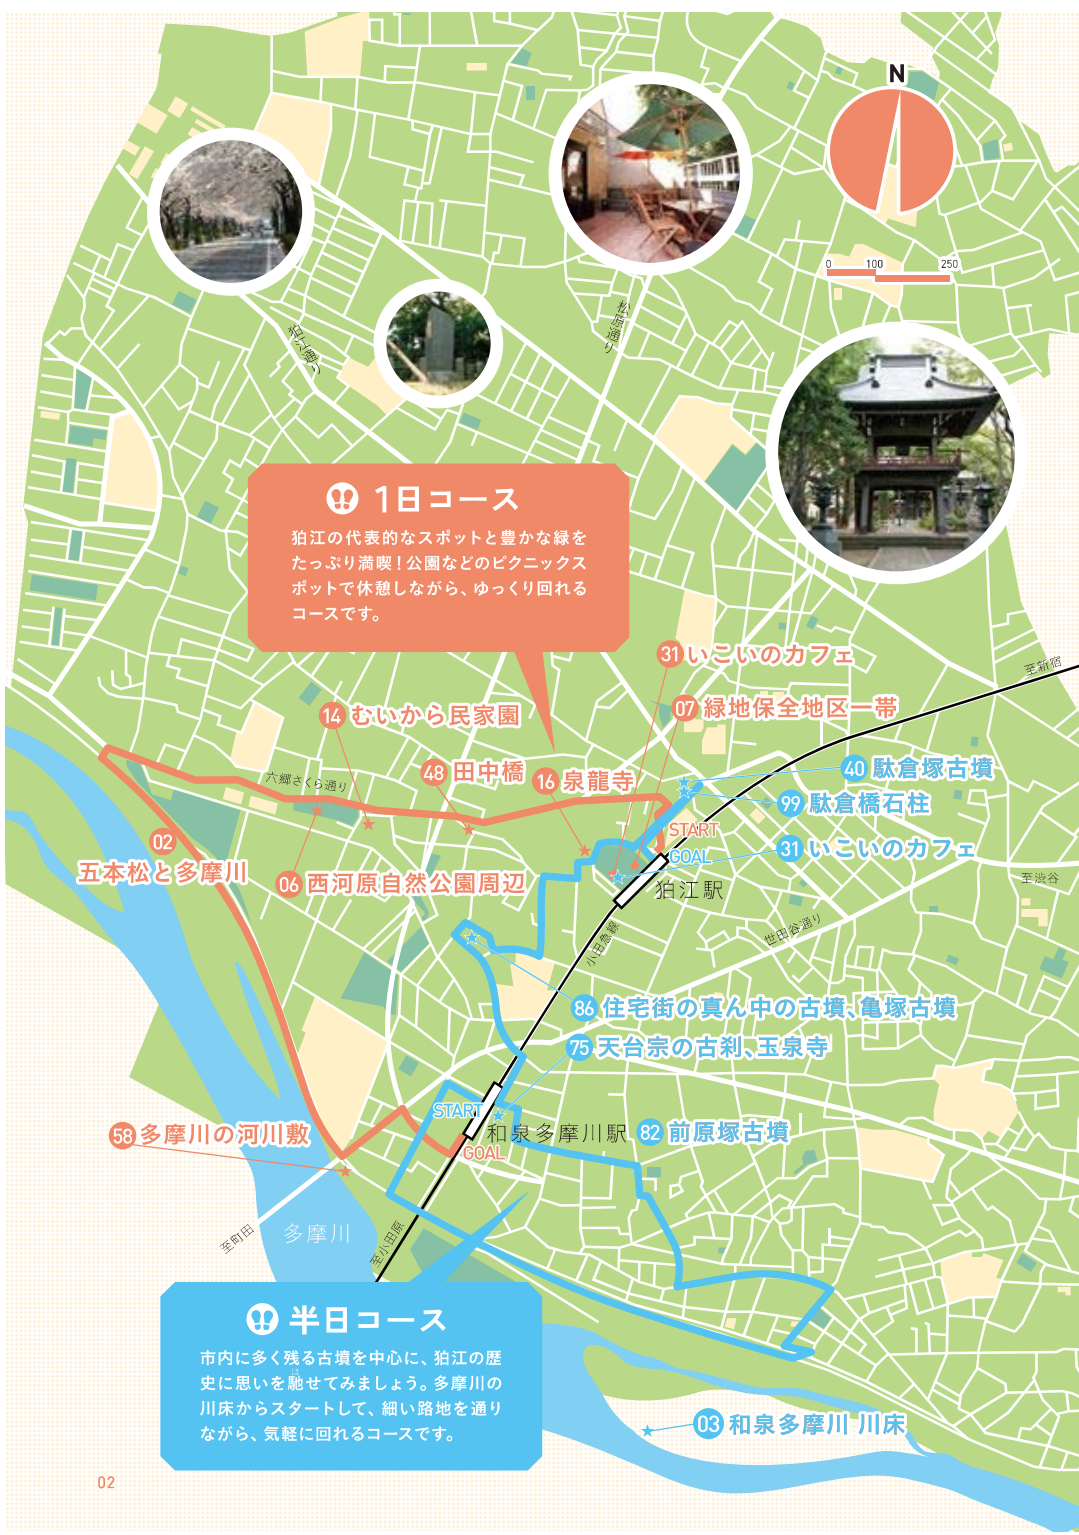 N
0 100 250
狛江通り
松原通り
1日コース
狛江の代表的なスポットと豊かな緑を
たっぷり満喫！公園などのピクニックス
ポットで休憩しながら、ゆっくり回れる
コースです。
31 いこいのカフェ
至新宿
07 緑地保全地区一帯
14 むいから民家園
48 田中橋
16 泉龍寺
40 駄倉塚古墳
六郷さくら通り
99 駄倉橋石柱
START
02
五本松と多摩川
GOAL
31 いこいのカフェ
06 西河原自然公園周辺
狛江駅
至渋谷
世田谷通り
小田急線
86 住宅街の真ん中の古墳、亀塚古墳
75 天台宗の古刹、玉泉寺
START
58 多摩川の河川敷
和泉多摩川駅
82 前原塚古墳
GOAL
至町田
多摩川
至小田原
半日コース
市内に多く残る古墳を中心に、狛江の歴
は
史に思いを馳せてみましょう。多摩川の
川床からスタートして、細い路地を通り
ながら、気軽に回れるコースです。
03 和泉多摩川 川床
02